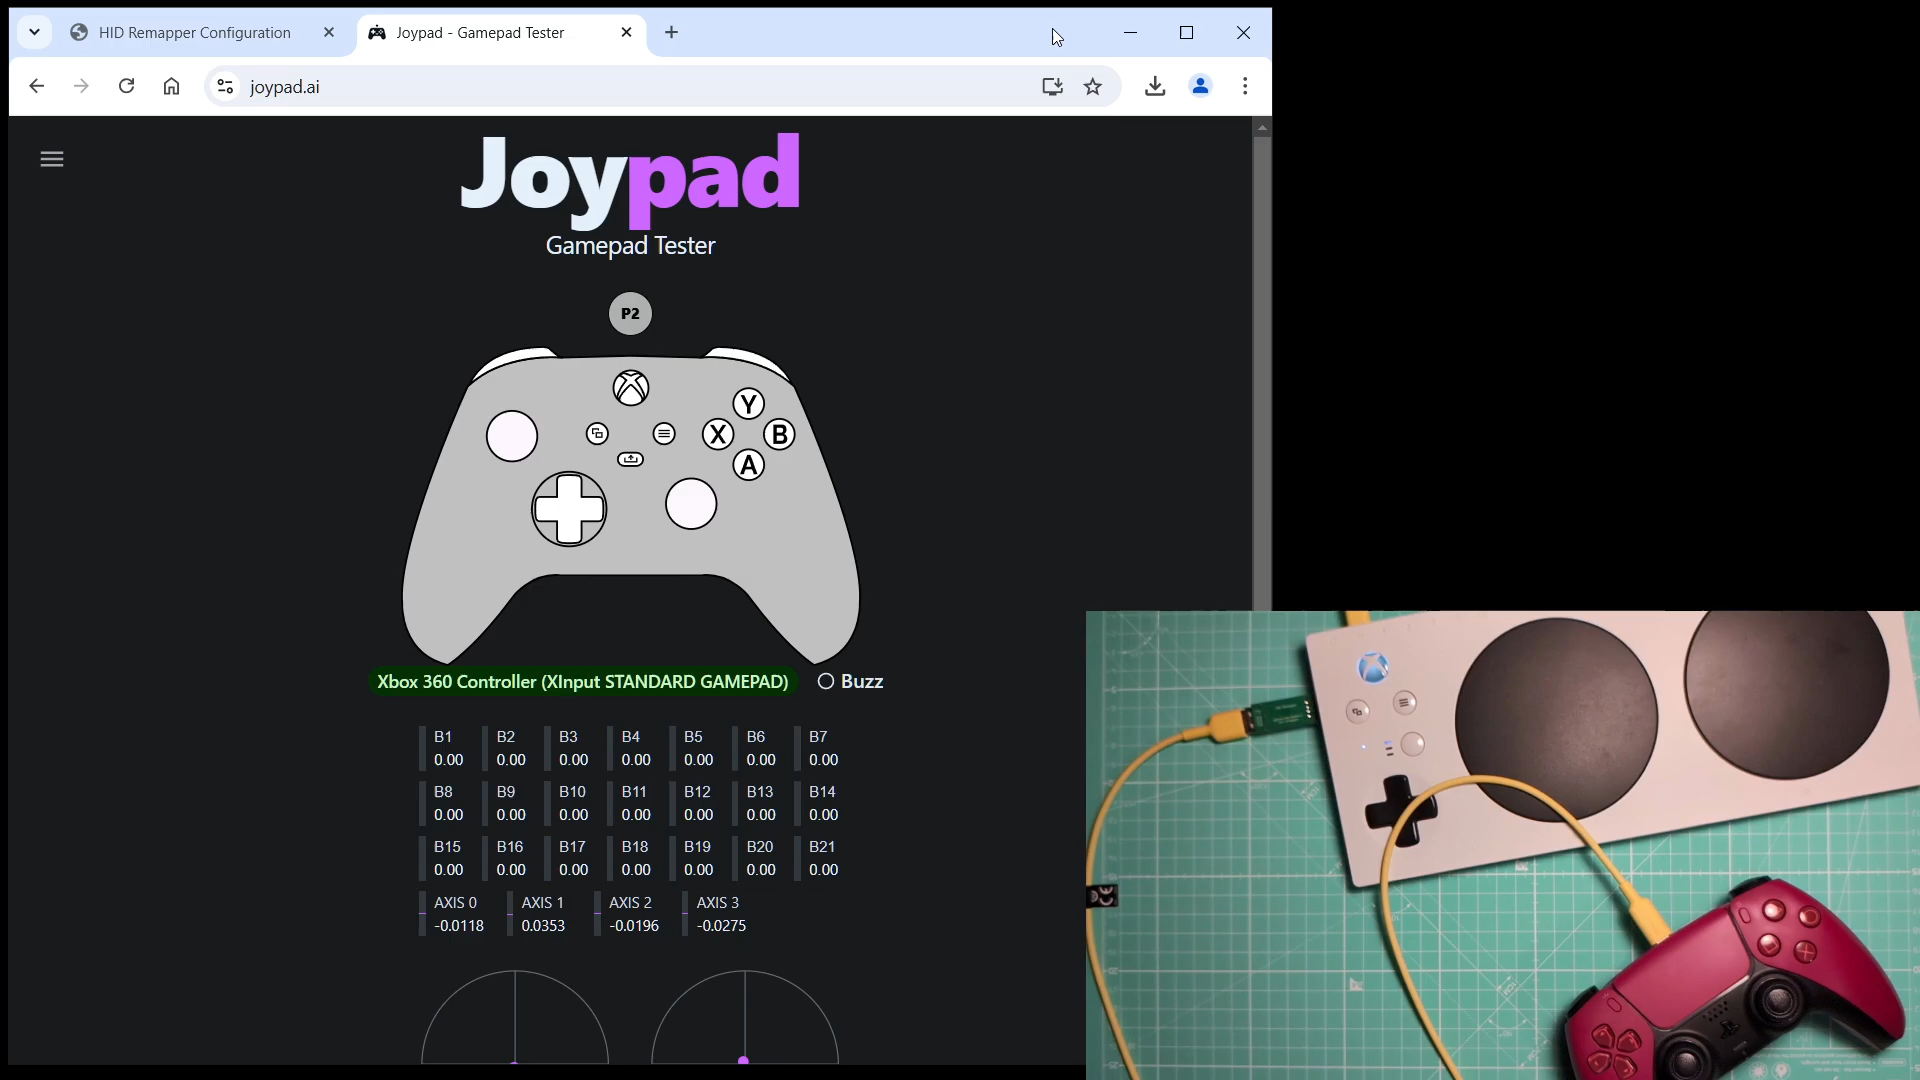 HID Remapper Configuration
Joypad - Gamepad Tester
joypad.ai
Joypad
Gamepad Tester
P2
Y
X B
A
Xbox 360 Controller (XInput STANDARD GAMEPAD) Buzz
B1 B2 B3 B4 B5 B6 B7
0.00 0.00 0.00 0.00 0.00 0.00 0.00
B8 B9 B10 B11 B12 B13 B14
0.00 0.00 0.00 0.00 0.00 0.00 0.00
B15 B16 B17 B18 B19 B20 B21
0.00 0.00 0.00 0.00 0.00 0.00 0.00
AXIS 0 AXIS 1 AXIS 2 AXIS 3
-0.0118 0.0353 -0.0196 -0.0275